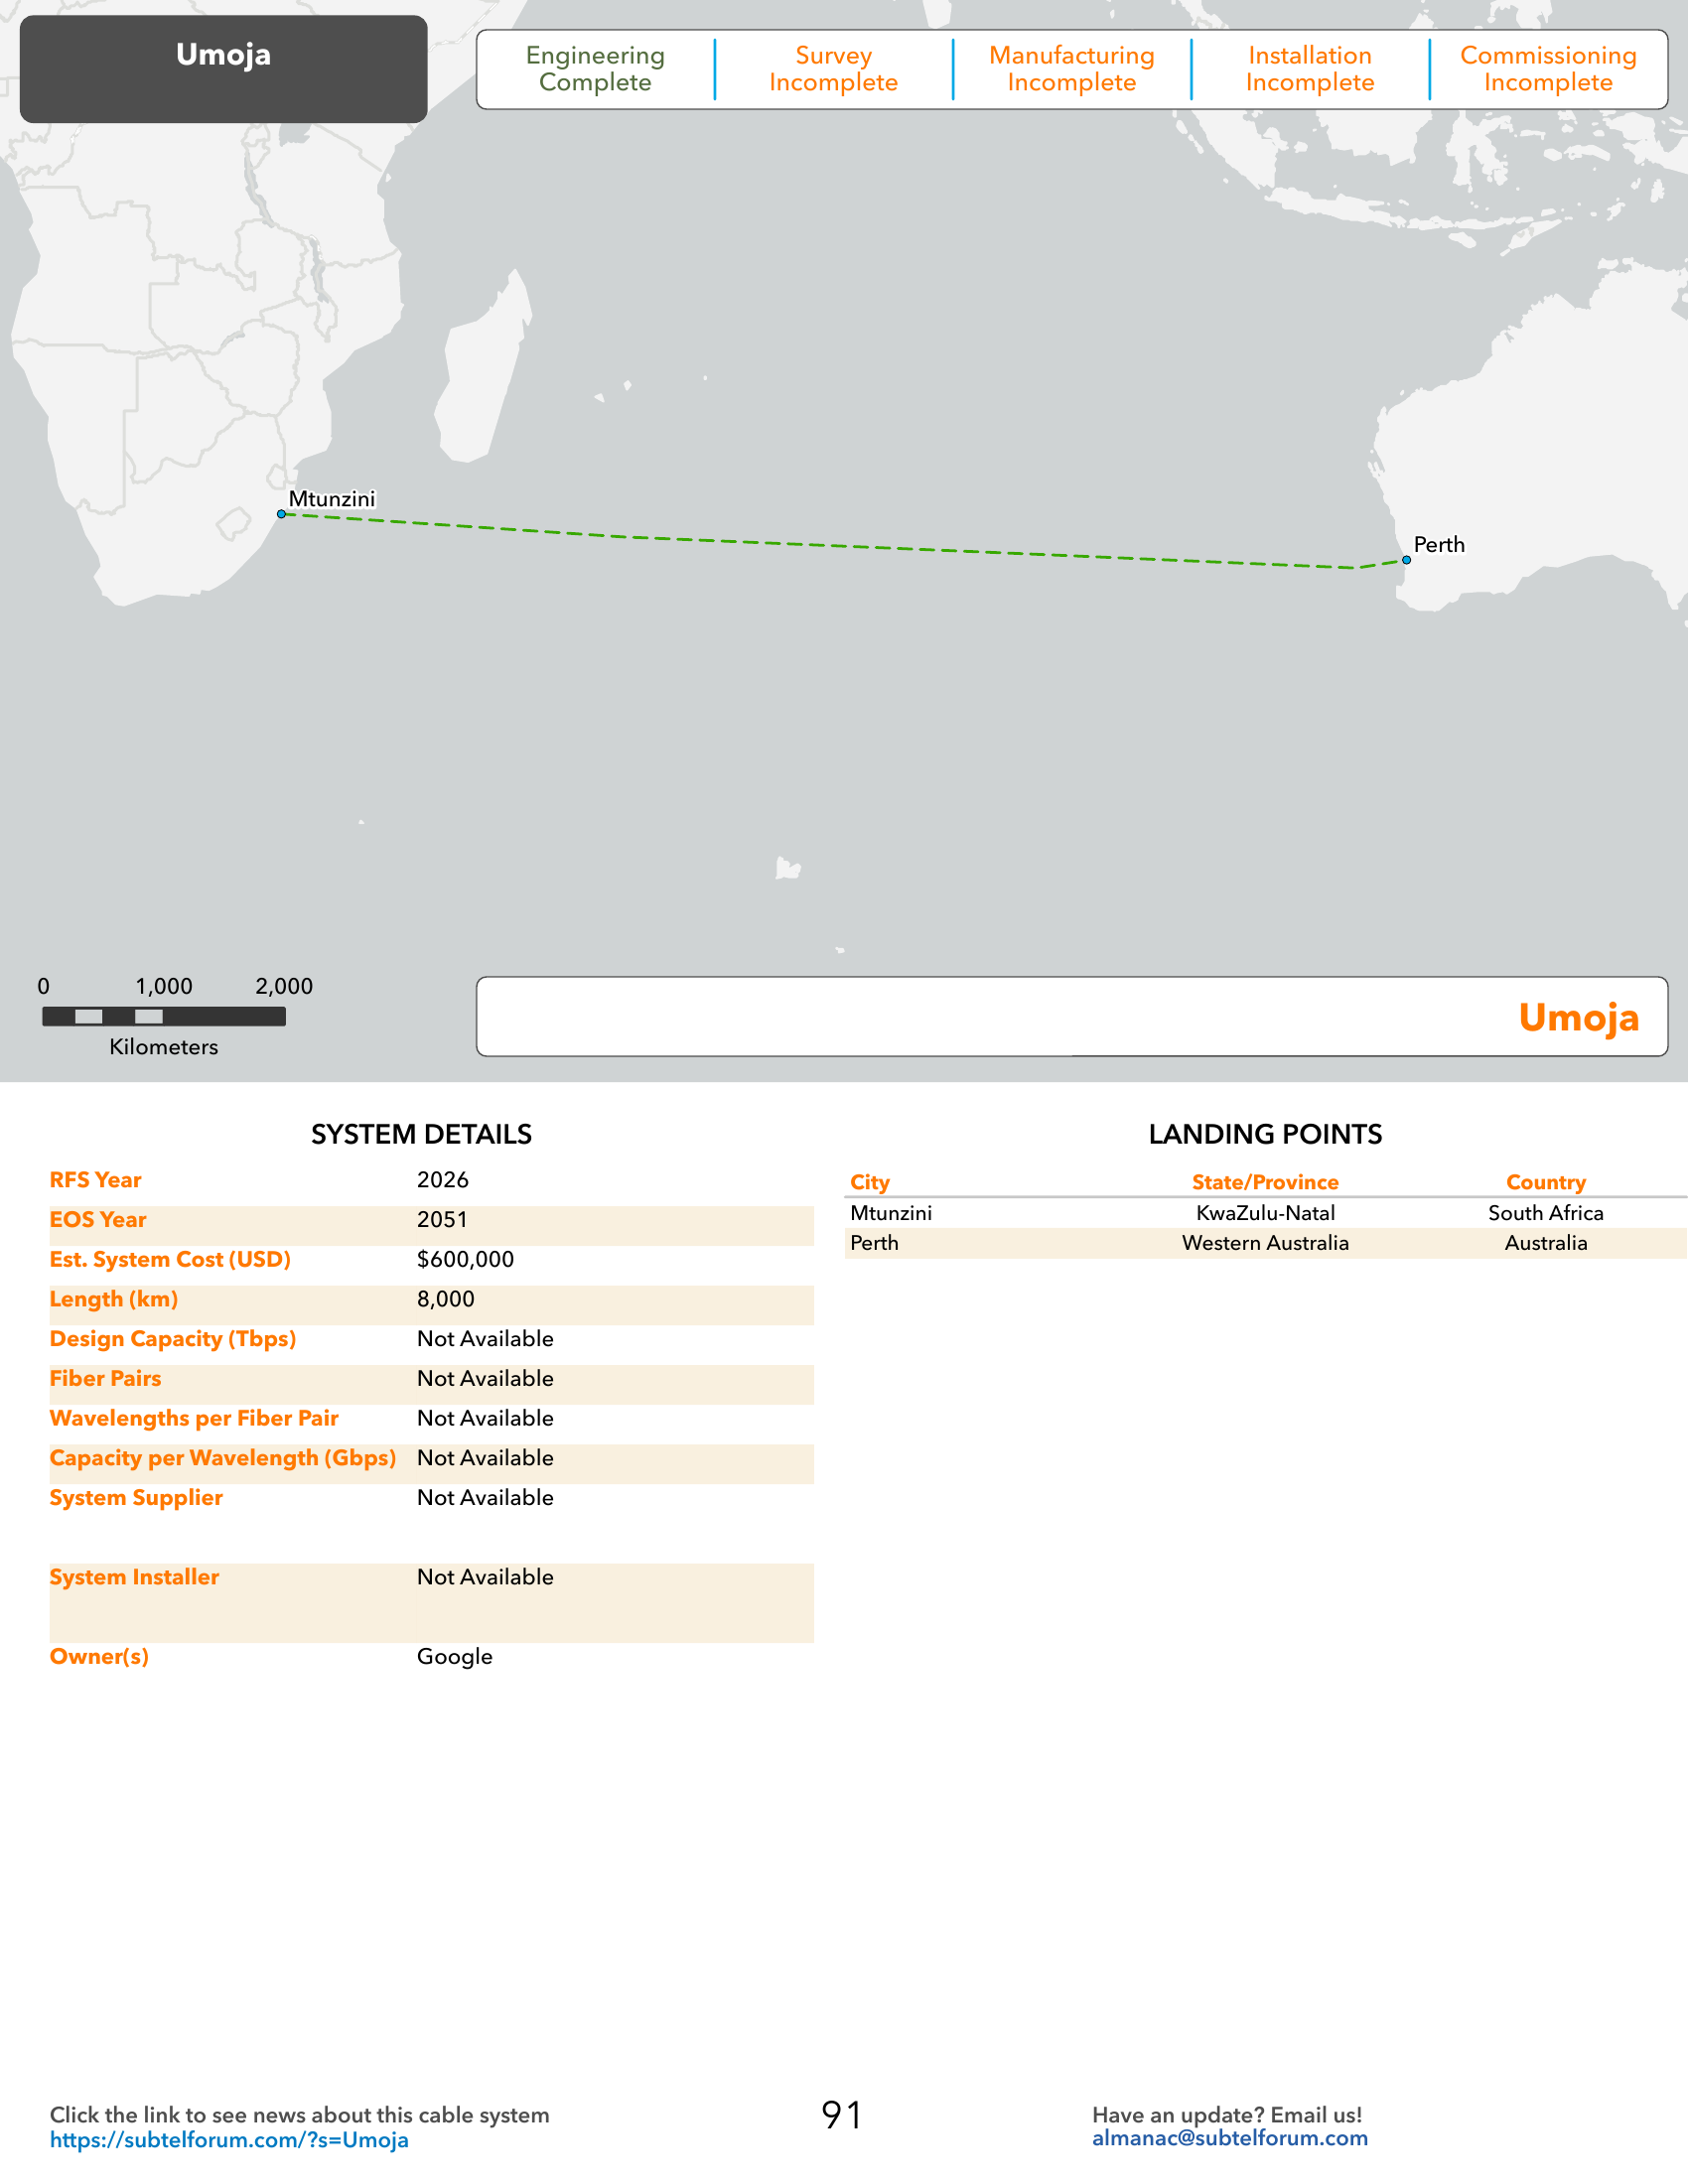 Umoja
Engineering
Complete
Survey
Incomplete
Manufacturing
Incomplete
Installation
Incomplete
Commissioning
Incomplete
Mtunzini
Perth
0 1,000 2,000
Kilometers
Umoja
SYSTEM DETAILS
RFS Year 2026
EOS Year 2051
Est. System Cost (USD) $600,000
Length (km) 8,000
Design Capacity (Tbps) Not Available
Fiber Pairs Not Available
Wavelengths per Fiber Pair Not Available
Capacity per Wavelength (Gbps) Not Available
System Supplier Not Available
System Installer Not Available
Owner(s) Google
LANDING POINTS
City State/Province Country
Mtunzini KwaZulu-Natal South Africa
Perth Western Australia Australia
Click the link to see news about this cable system
https://subtelforum.com/?s=Umoja
91
Have an update? Email us!
almanac@subtelforum.com